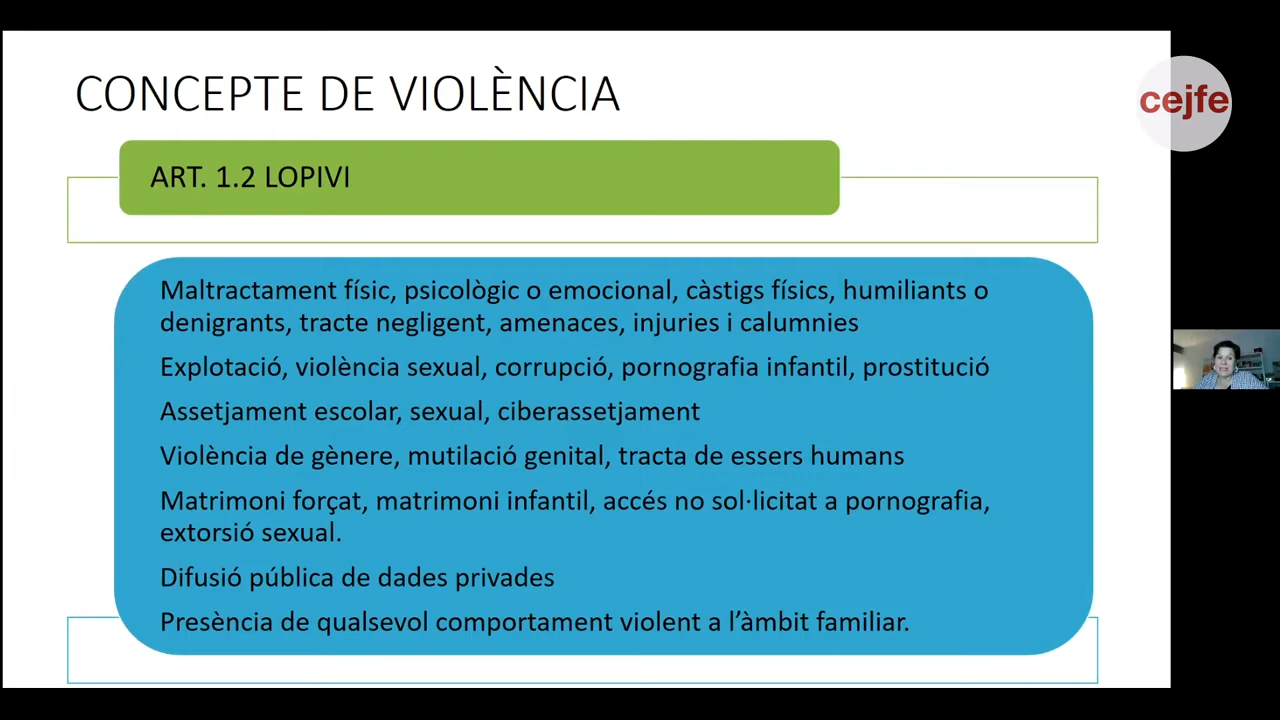 CONCEPTE DE VIOLÈNCIA
cejfe
ART. 1.2 LOPIVI
Maltractament físic, psicològic o emocional, càstigs físics, humiliants o
denigrants, tracte negligent, amenaces, injuries i calumnies
Explotació, violència sexual, corrupció, pornografia infantil, prostitució
Assetjament escolar, sexual, ciberassetjament
Violència de gènere, mutilació genital, tracta de essers humans
Matrimoni forçat, matrimoni infantil, accés no sol·licitat a pornografia,
extorsió sexual.
Difusió pública de dades privades
Presència de qualsevol comportament violent a l’àmbit familiar.